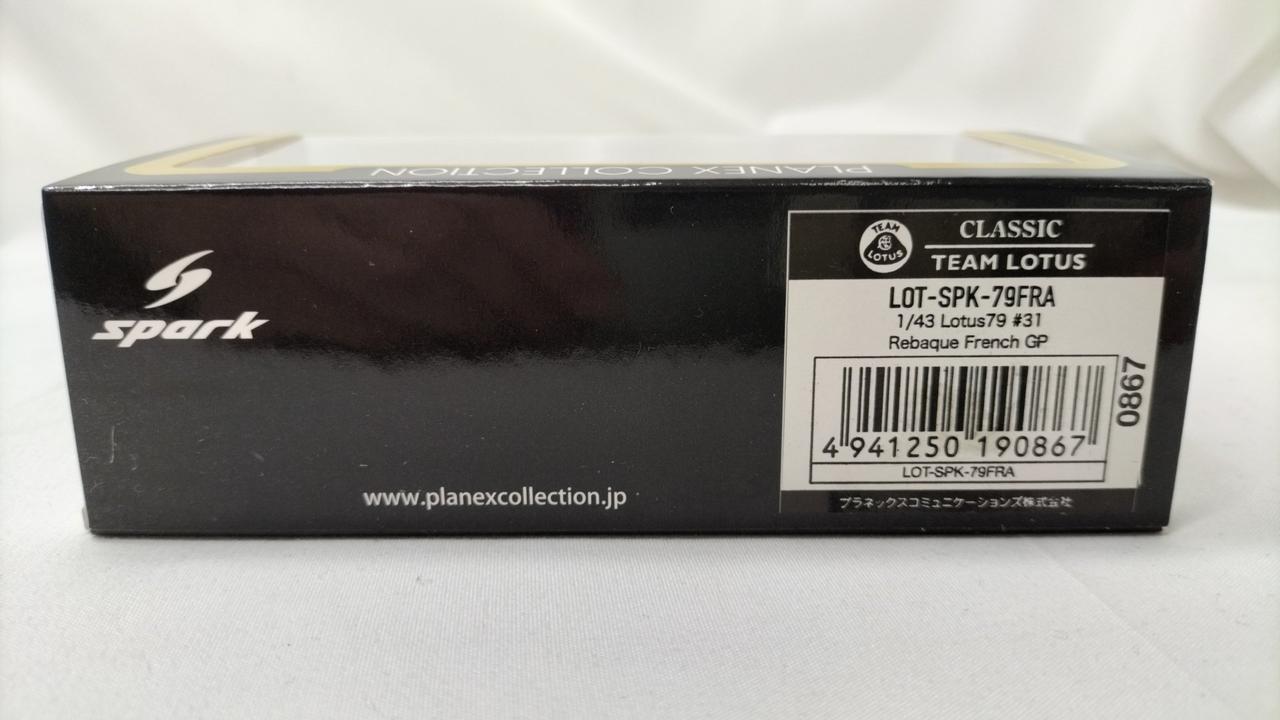 PLANEX COLLECTION
spark
www.planexcollection.jp
TEAM
LOTUS
CLASSIC
TEAM LOTUS
LOT-SPK-79FRA
1/43 Lotus79 #31
Rebaque French GP
0867
4 941250 190867
LOT-SPK-79FRA
プラネックスコミュニケーションズ株式会社